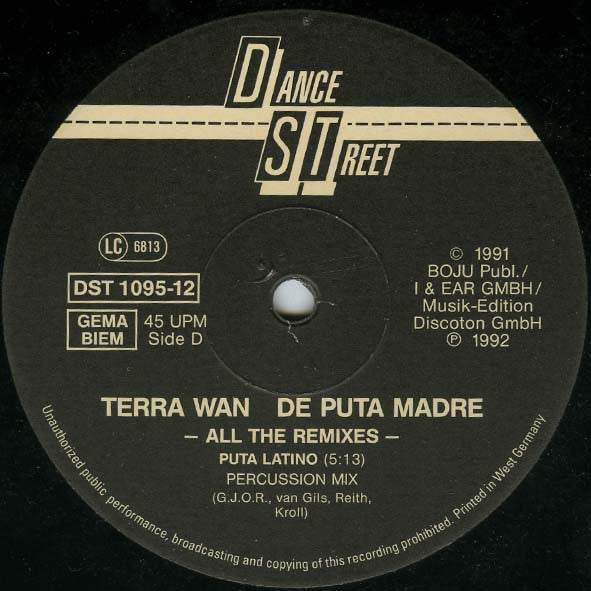 DANCE
STREET
LC 6813
DST 1095-12
GEMA
BIEM
45 UPM
Side D
© 1991
BOJU Publ./
I & EAR GMBH/
Musik-Edition
Discoton GmbH
℗ 1992
TERRA WAN DE PUTA MADRE
– ALL THE REMIXES –
PUTA LATINO (5:13)
PERCUSSION MIX
(G.J.O.R., van Gils, Reith,
Kroll)
Unauthorized public performance, broadcasting and copying of this recording prohibited. Printed in West Germany